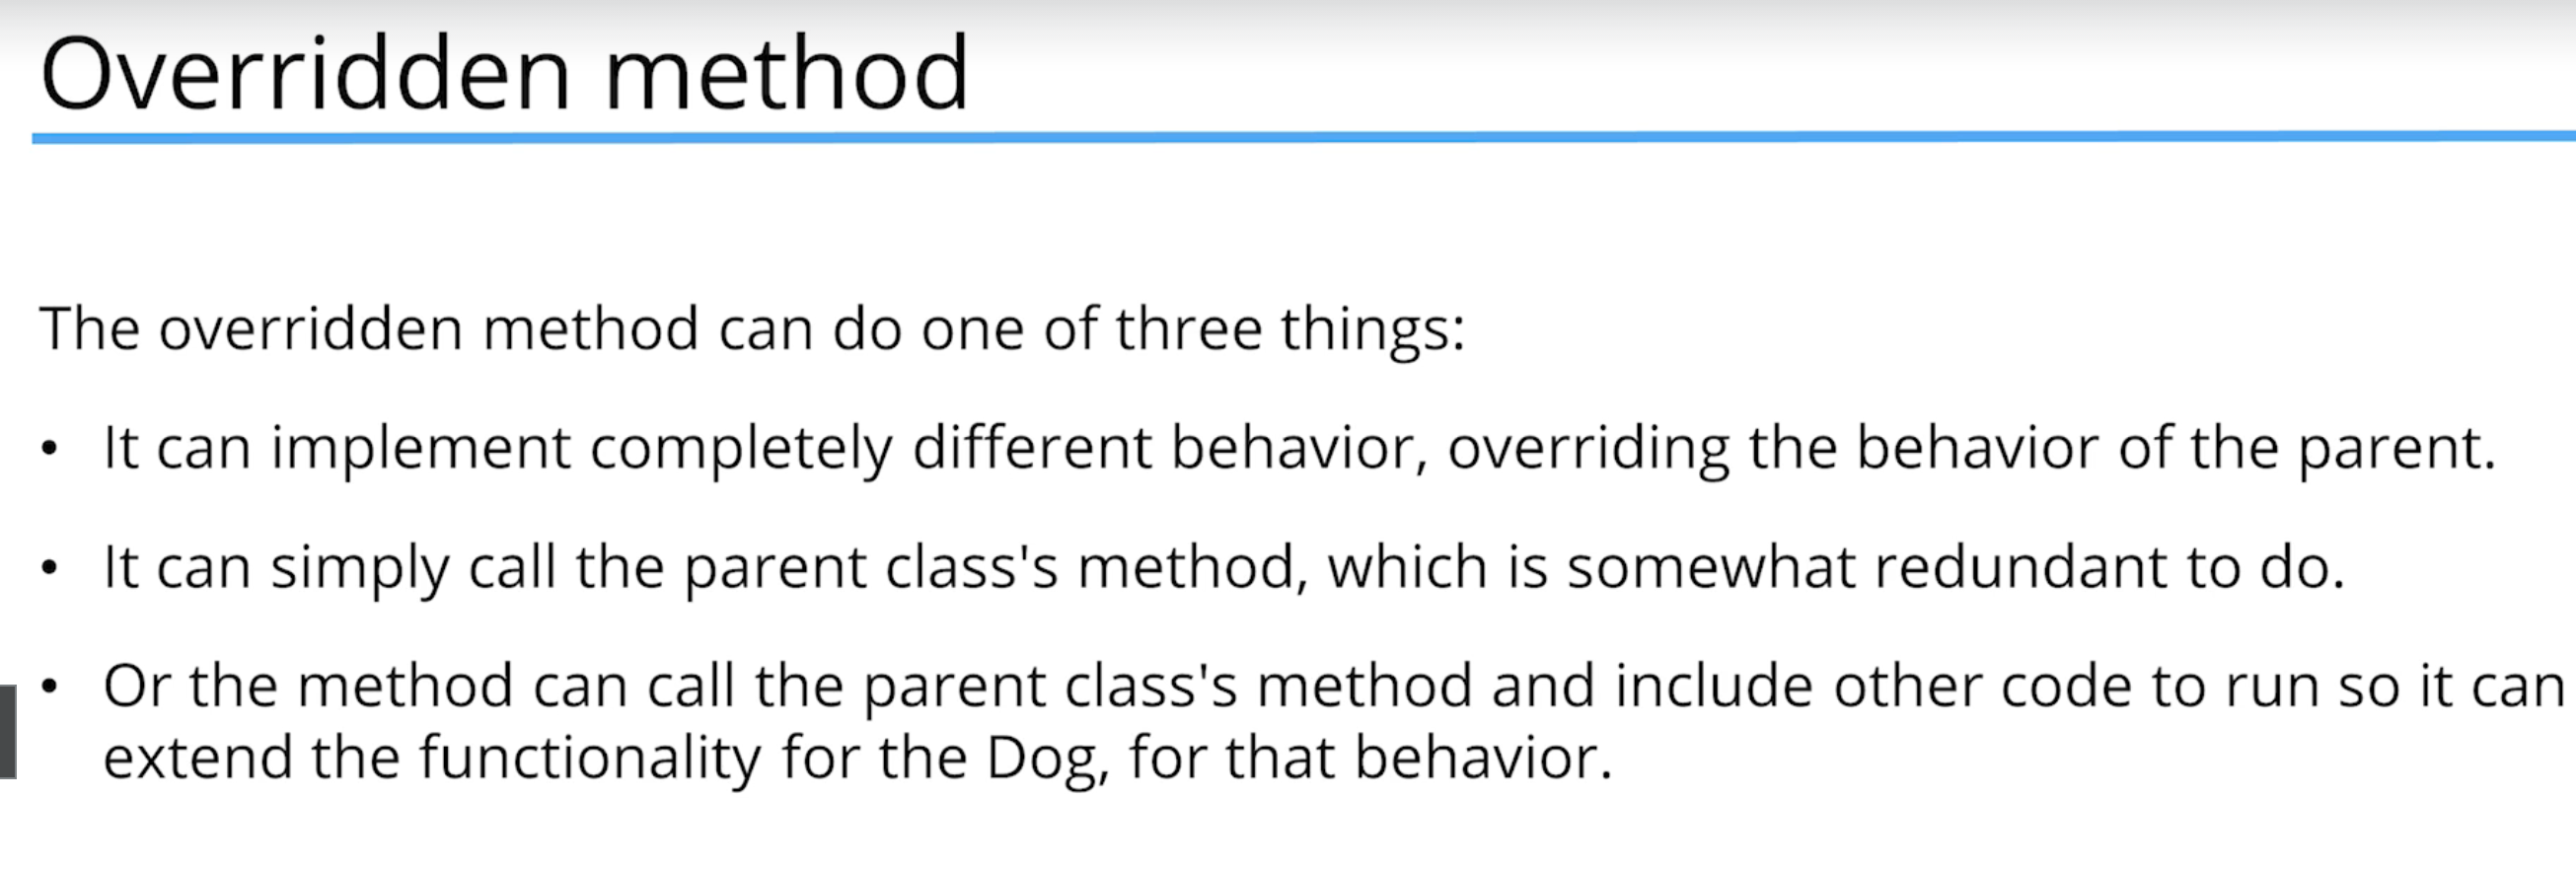 Overridden method
The overridden method can do one of three things:
• It can implement completely different behavior, overriding the behavior of the parent.
• It can simply call the parent class's method, which is somewhat redundant to do.
• Or the method can call the parent class's method and include other code to run so it can
extend the functionality for the Dog, for that behavior.